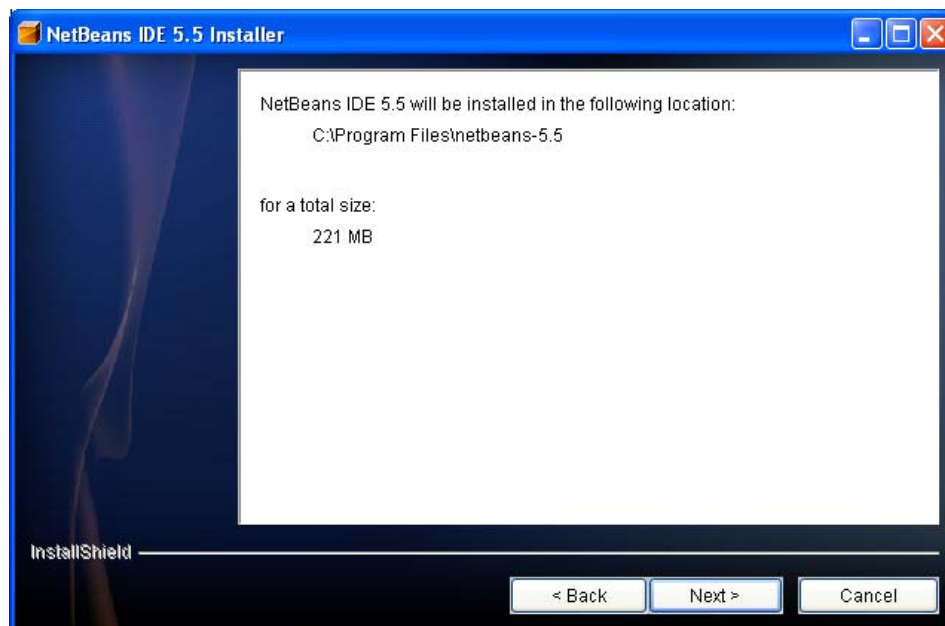 NetBeans IDE 5.5 Installer
NetBeans IDE 5.5 will be installed in the following location:
C:\Program Files\netbeans-5.5
for a total size:
221 MB
InstallShield
< Back Next > Cancel